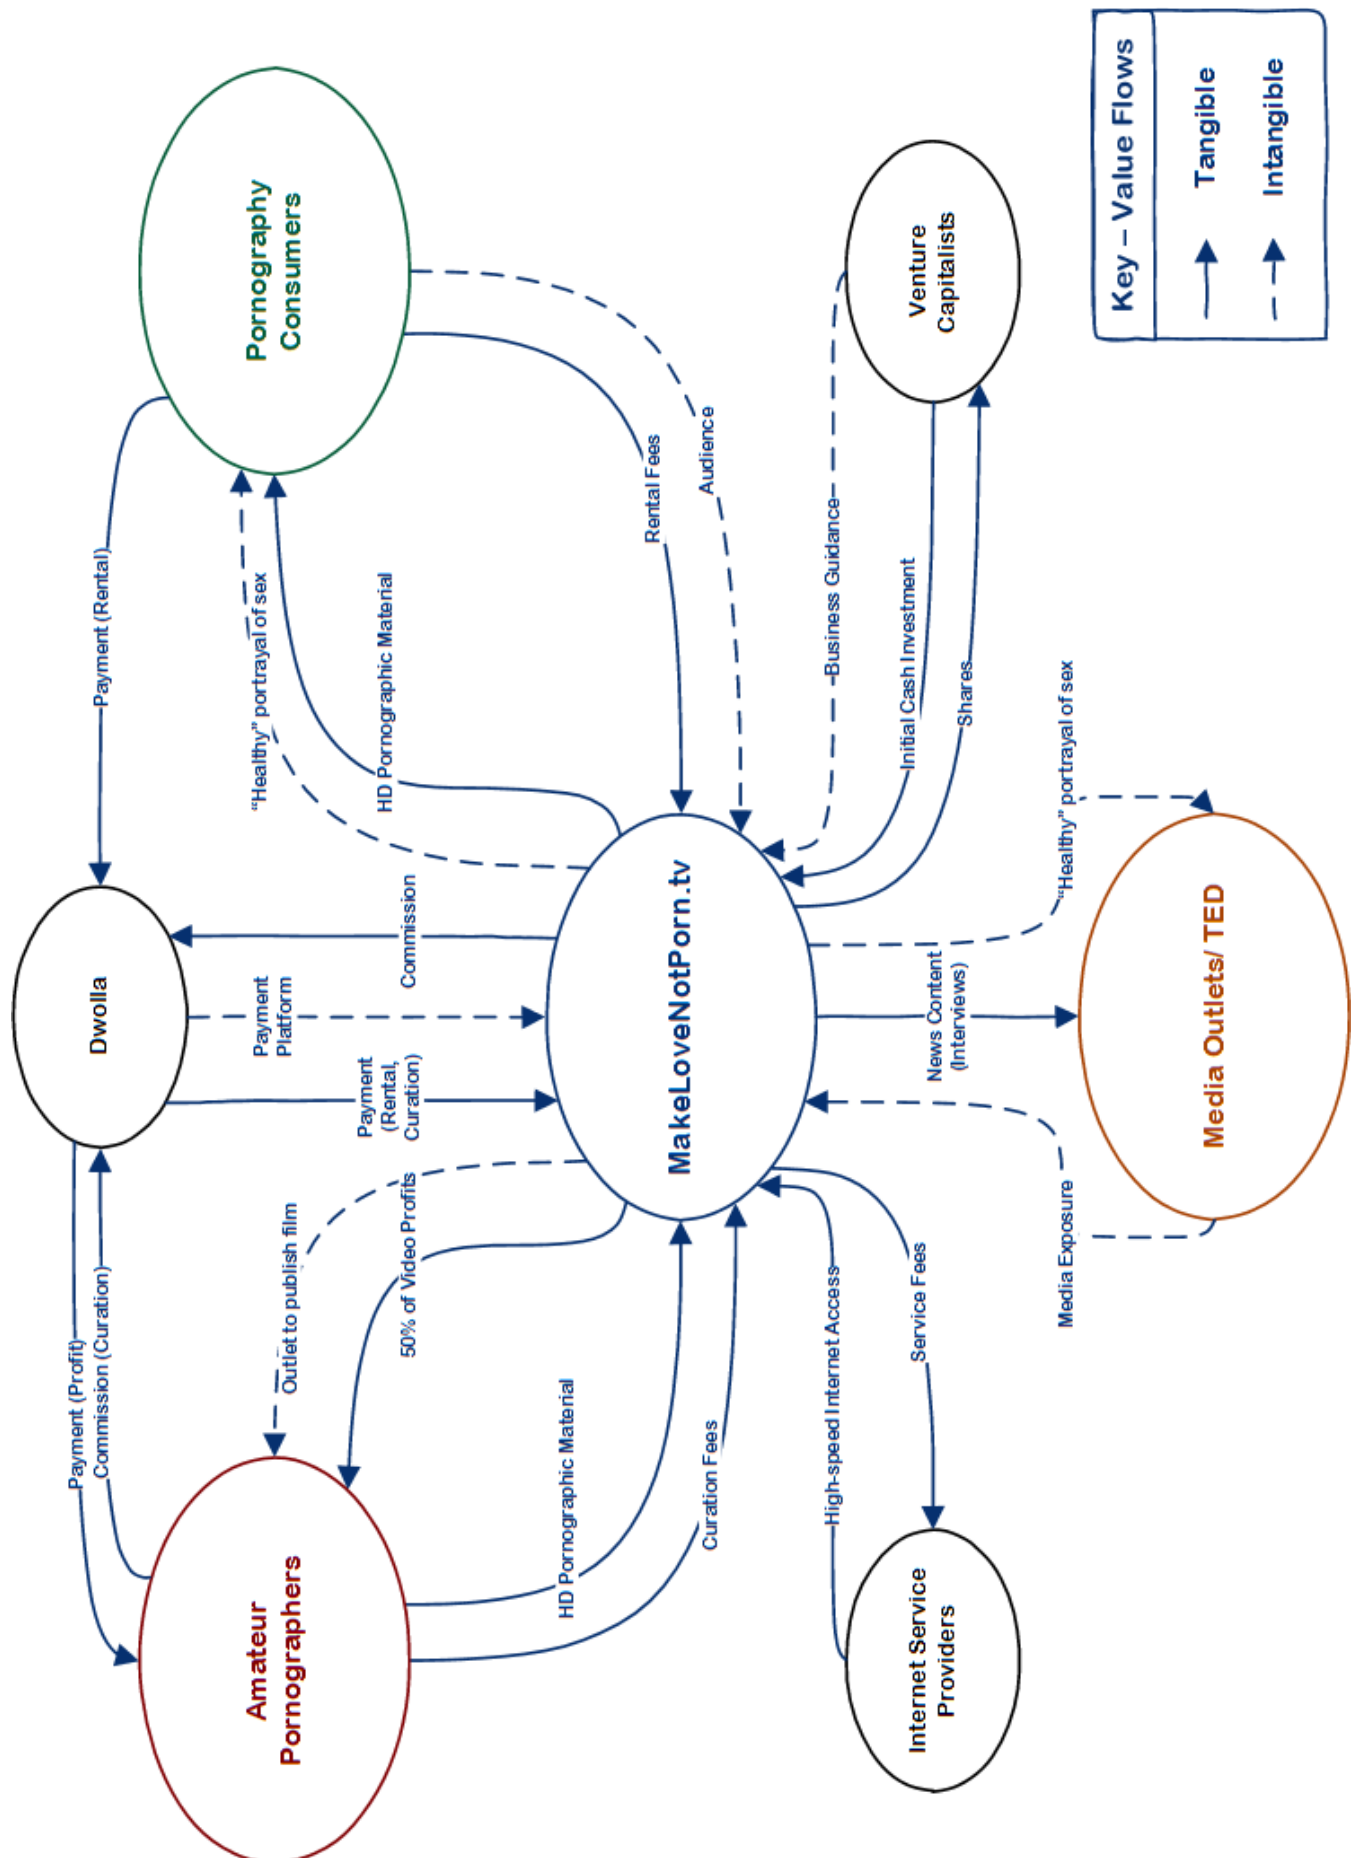 Amateur
Pornographers
Dwolla
Pornography
Consumers
Payment (Profit)
Commission (Curation)
Payment (Rental)
Outlet to publish film
50% of Video Profits
Payment
(Rental,
Curation)
Payment
Platform
Commission
"Healthy" portrayal of sex
HD Pornographic Material
HD Pornographic Material
Curation Fees
MakeLoveNotPorn.tv
Rental Fees
Audience
High-speed Internet Access
Service Fees
Business Guidance
Initial Cash Investment
Shares
Internet Service
Providers
Venture
Capitalists
Media Exposure
News Content
(Interviews)
"Healthy" portrayal of sex
Media Outlets/ TED
Key – Value Flows
Tangible
Intangible